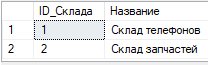 ID_Склада Название
1 1 Склад телефонов
2 2 Склад запчастей